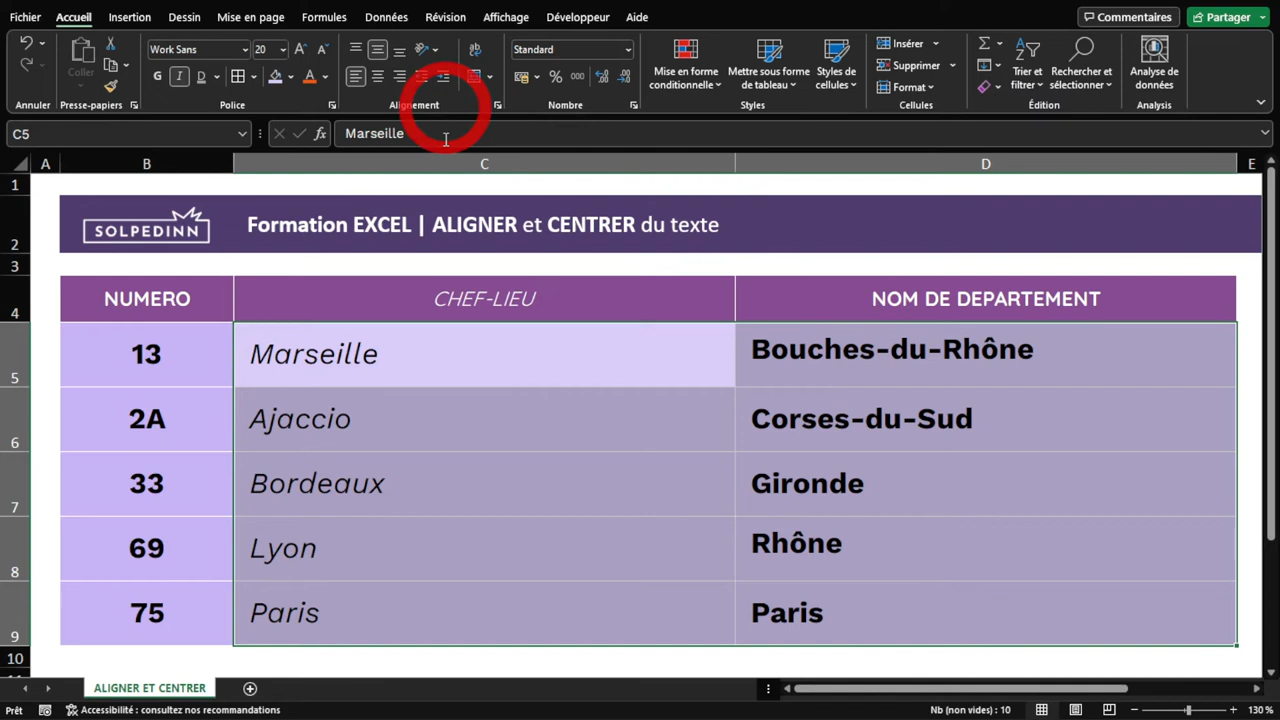 Fichier Accueil Insertion Dessin Mise en page Formules Données Révision Affichage Développeur Aide Commentaires Partager
Work Sans 20 Standard Insérer
Coller Mise en forme conditionnelle Mettre sous forme de tableau Styles de cellules Supprimer Trier et filtrer Rechercher et sélectionner Analyse de données
G I D 000 Format
Annuler Presse-papiers Police Alignement Nombre Styles Cellules Édition Analysis
C5 fx Marseille
A B C D E
1
2 SOLPEDINN Formation EXCEL | ALIGNER et CENTRER du texte
3
4 NUMERO CHEF-LIEU NOM DE DEPARTEMENT
5 13 Marseille Bouches-du-Rhône
6 2A Ajaccio Corses-du-Sud
7 33 Bordeaux Gironde
8 69 Lyon Rhône
9 75 Paris Paris
10
ALIGNER ET CENTRER
Prêt Accessibilité : consultez nos recommandations Nb (non vides) : 10 130 %